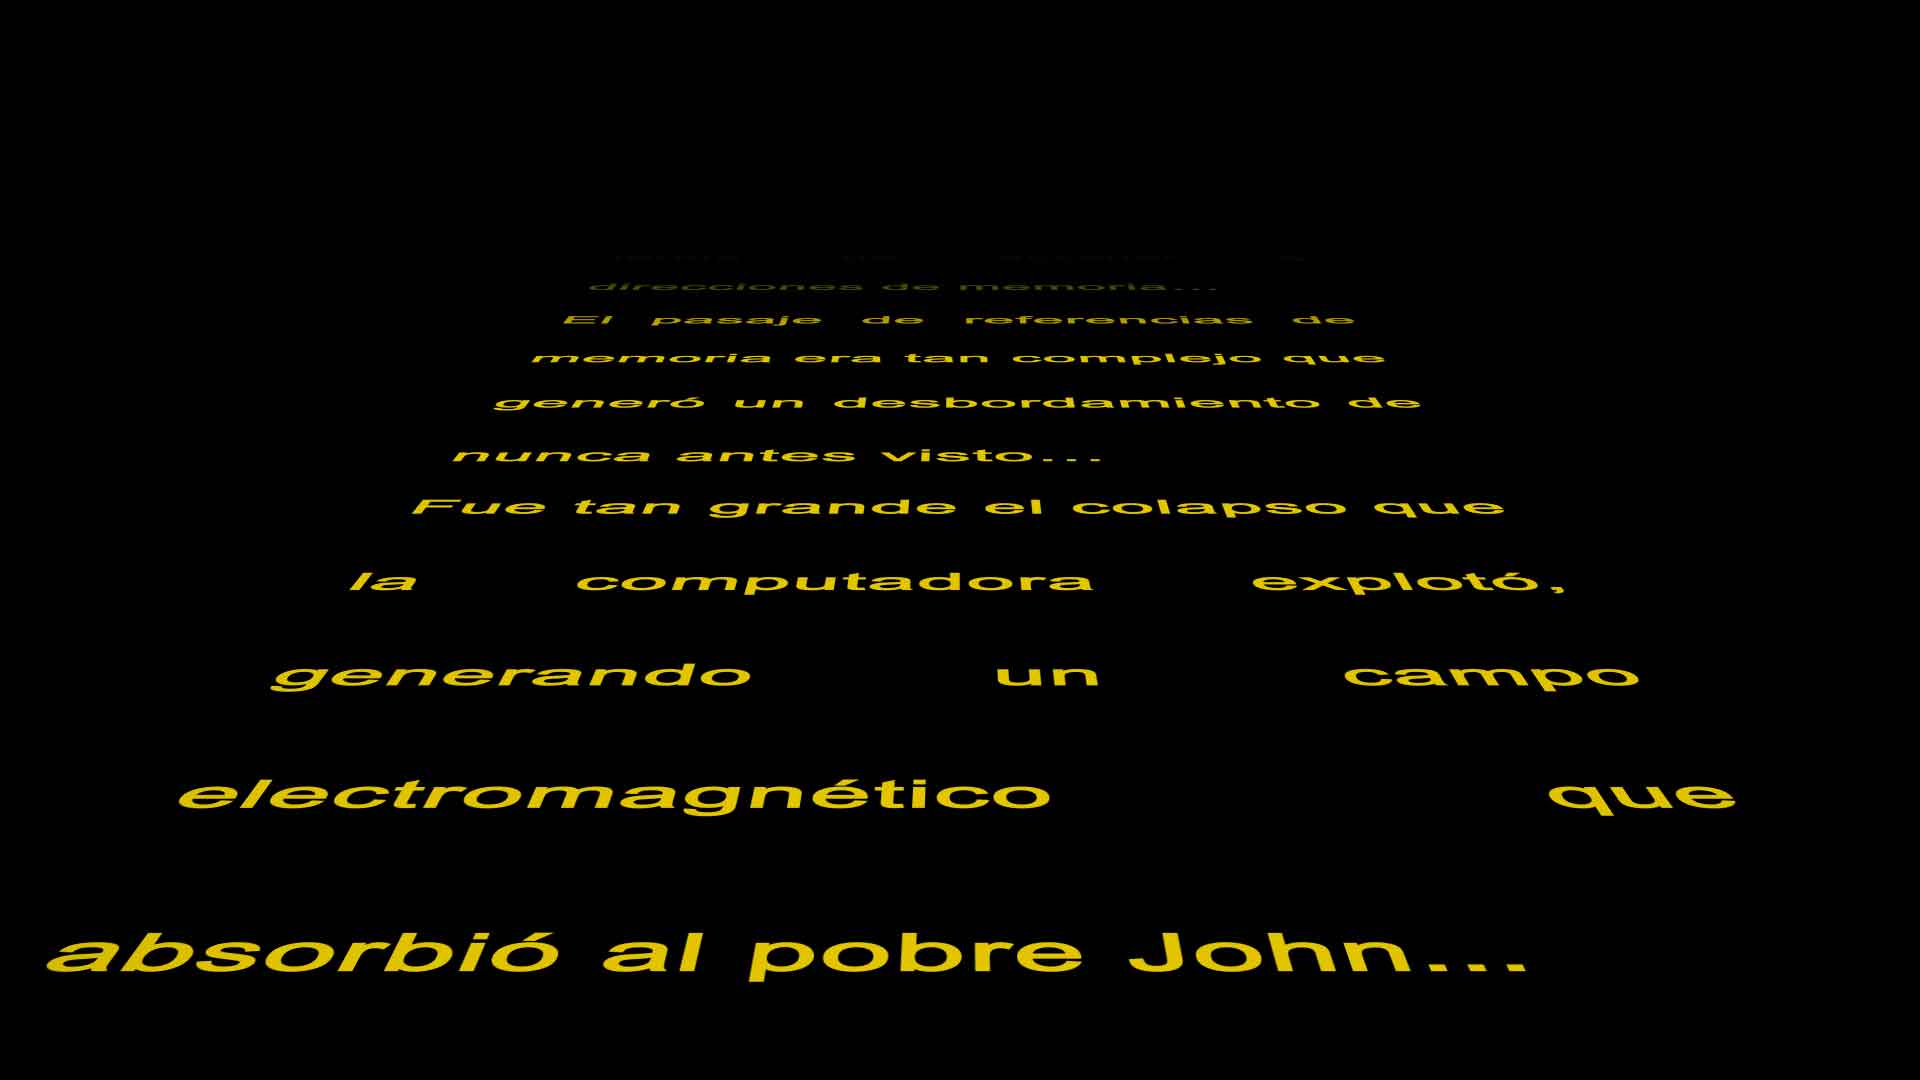 direcciones de memoria...
El pasaje de referencias de
memoria era tan complejo que
generó un desbordamiento de
nunca antes visto...
Fue tan grande el colapso que
la computadora explotó,
generando un campo
electromagnético que
absorbió al pobre John...